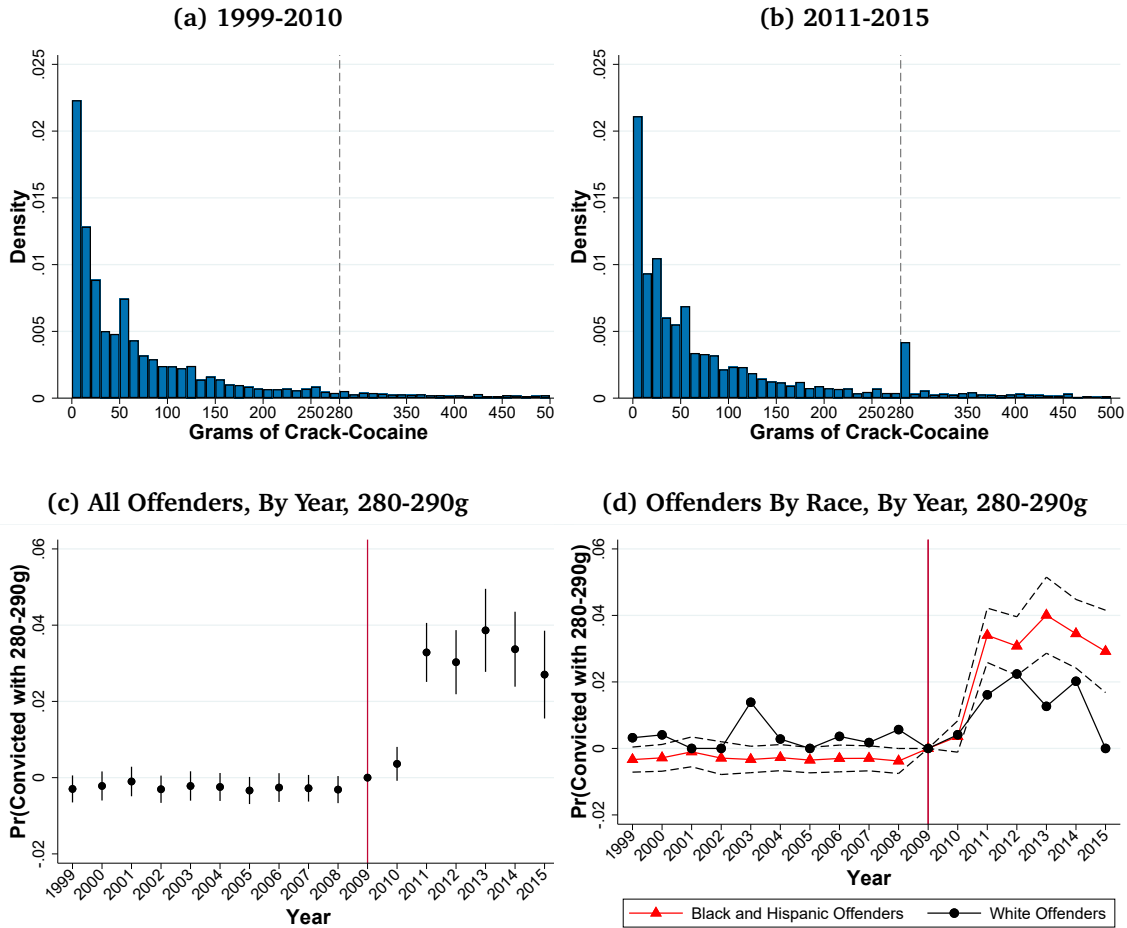 (a) 1999-2010
(b) 2011-2015
Density
0 .005 .01 .015 .02 .025
0 50 100 150 200 250 280 350 400 450 500
Grams of Crack-Cocaine
Density
0 .005 .01 .015 .02 .025
0 50 100 150 200 250 280 350 400 450 500
Grams of Crack-Cocaine
(c) All Offenders, By Year, 280-290g
(d) Offenders By Race, By Year, 280-290g
Pr(Convicted with 280-290g)
-.02 0 .02 .04 .06
1999 2000 2001 2002 2003 2004 2005 2006 2007 2008 2009 2010 2011 2012 2013 2014 2015
Year
Pr(Convicted with 280-290g)
-.02 0 .02 .04 .06
1999 2000 2001 2002 2003 2004 2005 2006 2007 2008 2009 2010 2011 2012 2013 2014 2015
Year
Black and Hispanic Offenders
White Offenders